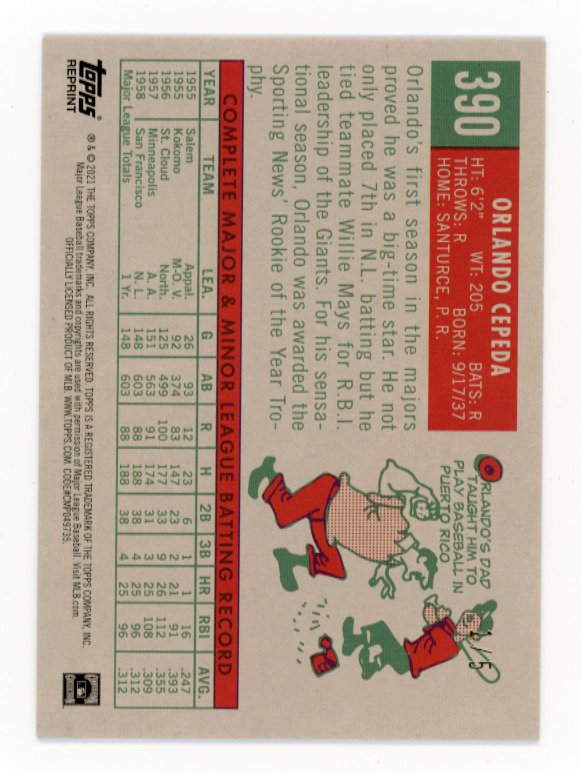 390
ORLANDO CEPEDA
HT: 6'2" WT: 205 BATS: R
THROWS: R BORN: 9/17/37
HOME: SANTURCE, P. R.
Orlando's first season in the majors
proved he was a big-time star. He not
only placed 7th in N.L. batting but he
tied teammate Willie Mays for R.B.I.
leadership of the Giants. For his sensa-
tional season, Orlando was awarded the
Sporting News' Rookie of the Year Tro-
phy.
ORLANDO'S DAD
TAUGHT HIM TO
PLAY BASEBALL IN
PUERTO RICO
/5
COMPLETE MAJOR & MINOR LEAGUE BATTING RECORD
YEAR TEAM LEA. G AB R H 2B 3B HR RBI AVG.
1955 Salem Appal. 26 93 12 23 6 1 1 16 .247
1955 Kokomo M-O. V. 92 374 83 147 23 2 21 91 .393
1956 St. Cloud North. 125 499 100 177 33 9 26 112 .355
1957 Minneapolis A. A. 151 563 91 174 31 3 25 108 .309
1958 San Francisco N. L. 148 603 88 188 38 4 25 96 .312
Major League Totals 1 Yr. 148 603 88 188 38 4 25 96 .312
topps®
REPRINT
® & © 2021 THE TOPPS COMPANY, INC. ALL RIGHTS RESERVED. TOPPS IS A REGISTERED TRADEMARK OF THE TOPPS COMPANY, INC.
Major League Baseball trademarks and copyrights are used with permission of Major League Baseball. Visit MLB.com.
OFFICIALLY LICENSED PRODUCT OF MLB. WWW.TOPPS.COM. CODE#CMP049735.